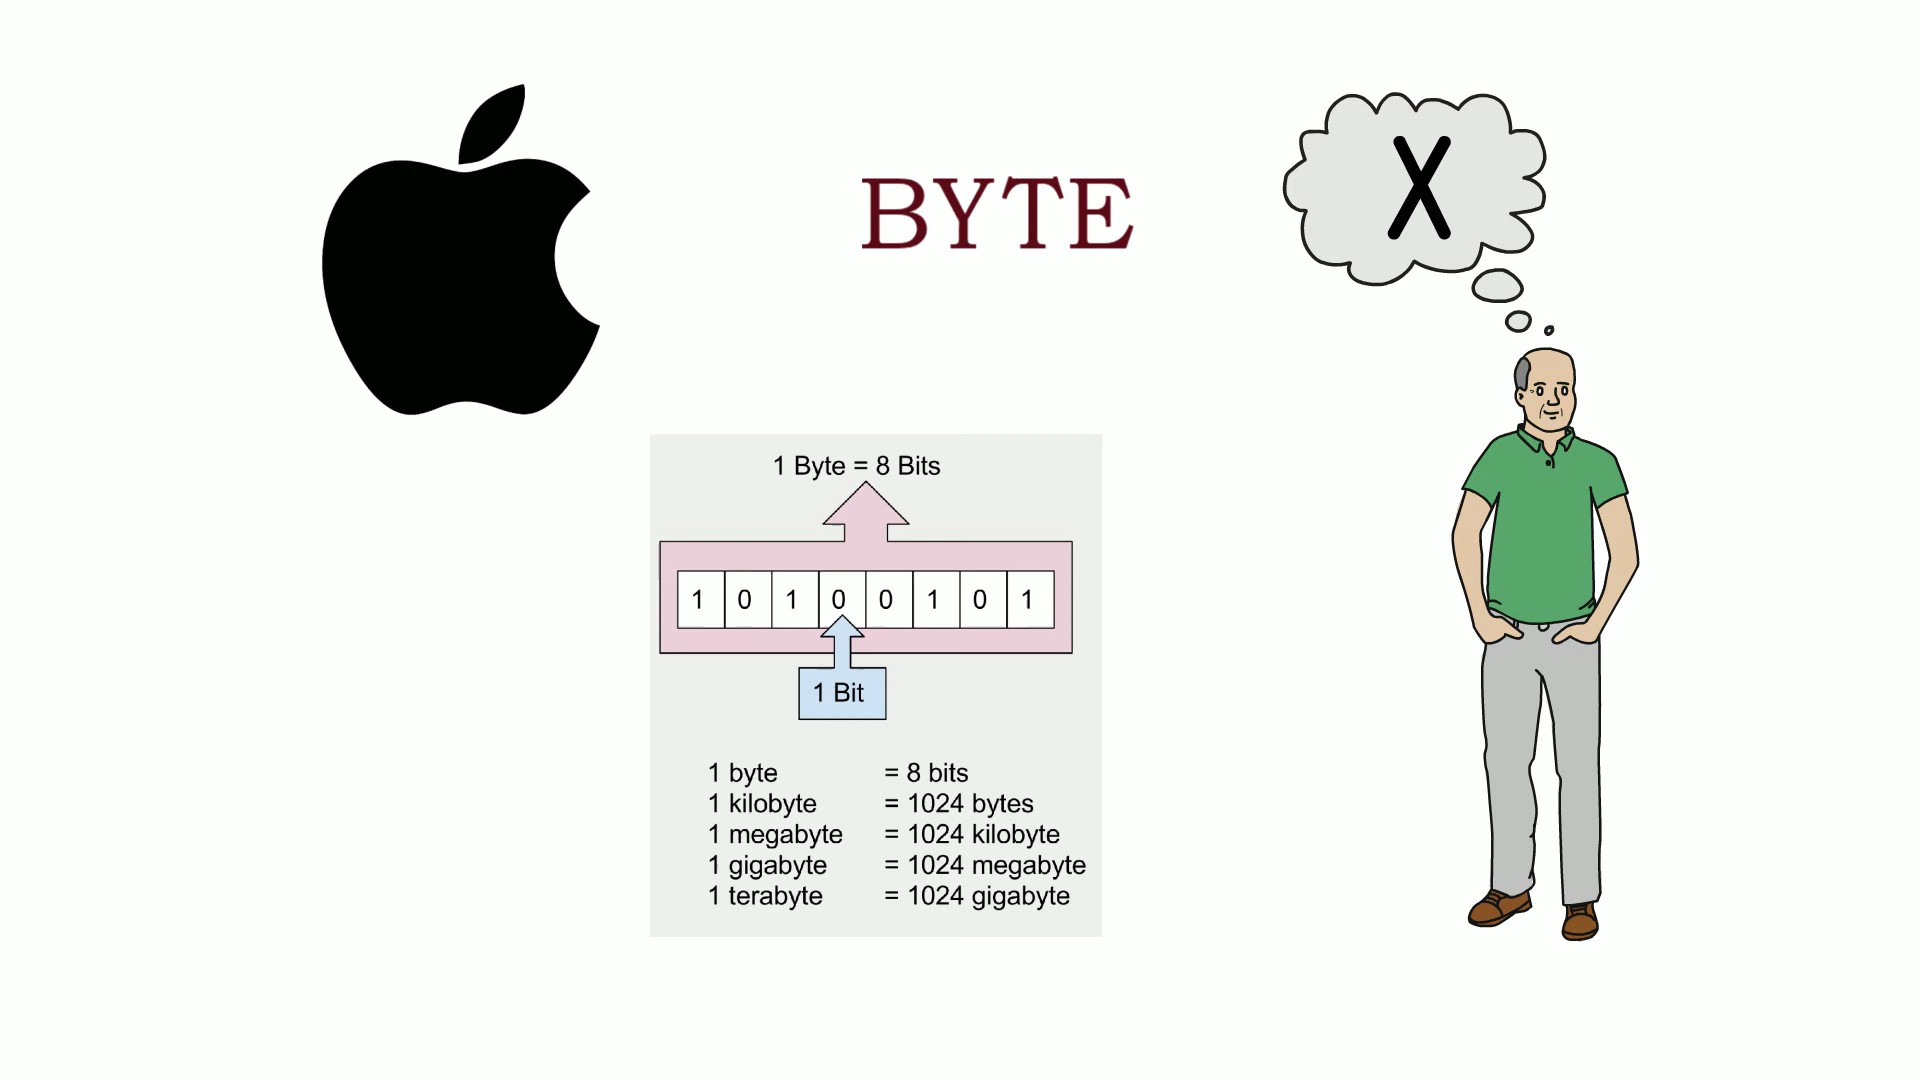 BYTE
X
1 Byte = 8 Bits
1 0 1 0 0 1 0 1
1 Bit
1 byte = 8 bits
1 kilobyte = 1024 bytes
1 megabyte = 1024 kilobyte
1 gigabyte = 1024 megabyte
1 terabyte = 1024 gigabyte